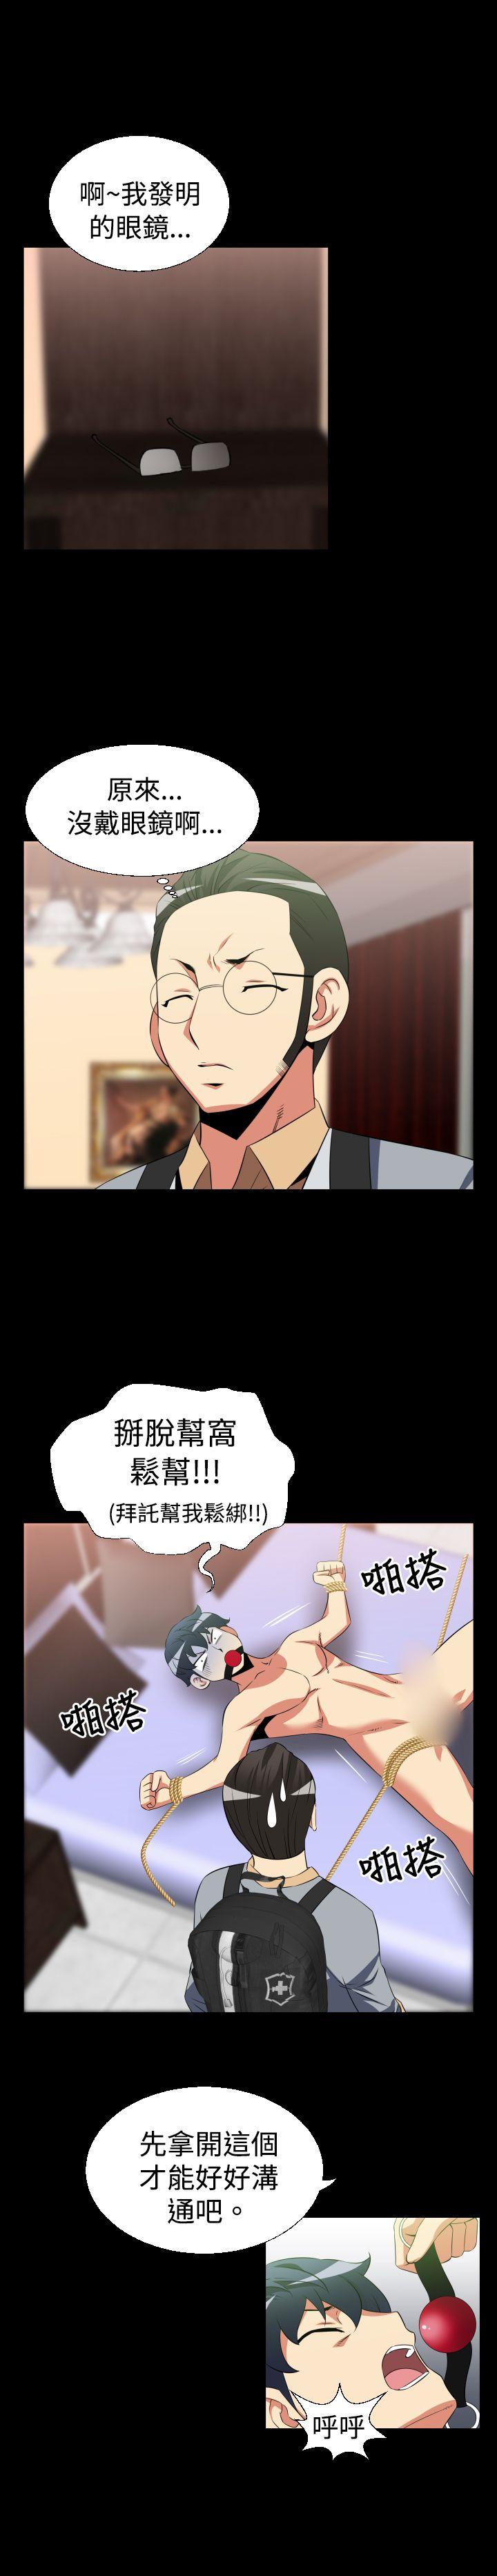 啊~我發明
的眼鏡...
原來...
沒戴眼鏡啊...
掰脫幫窩
鬆幫!!!
(拜託幫我鬆綁!!)
啪搭
啪搭
啪搭
先拿開這個
才能好好溝
通吧。
呼呼